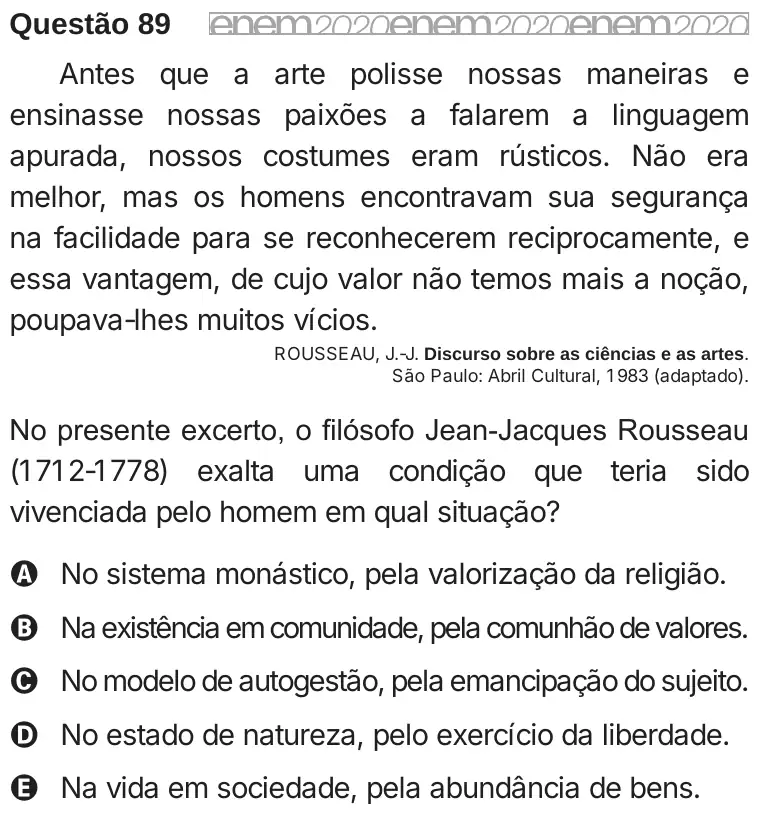 Questão 89 enem2020enem2020enem2020
Antes que a arte polisse nossas maneiras e
ensinasse nossas paixões a falarem a linguagem
apurada, nossos costumes eram rústicos. Não era
melhor, mas os homens encontravam sua segurança
na facilidade para se reconhecerem reciprocamente, e
essa vantagem, de cujo valor não temos mais a noção,
poupava-lhes muitos vícios.
ROUSSEAU, J.-J. Discurso sobre as ciências e as artes.
São Paulo: Abril Cultural, 1983 (adaptado).
No presente excerto, o filósofo Jean-Jacques Rousseau
(1712-1778) exalta uma condição que teria sido
vivenciada pelo homem em qual situação?
A No sistema monástico, pela valorização da religião.
B Na existência em comunidade, pela comunhão de valores.
C No modelo de autogestão, pela emancipação do sujeito.
D No estado de natureza, pelo exercício da liberdade.
E Na vida em sociedade, pela abundância de bens.